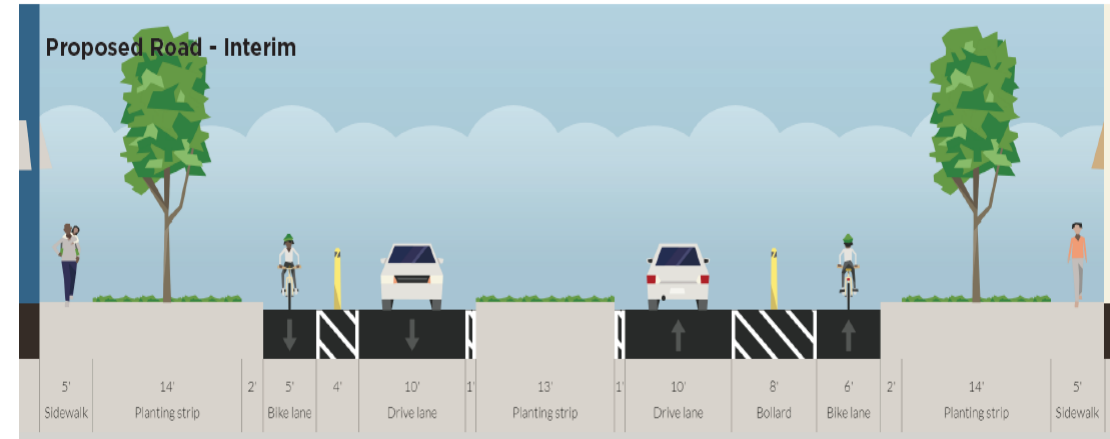 Proposed Road - Interim
5' 14' 2' 5' 4' 10' 1' 13' 1' 10' 8' 6' 2' 14' 5'
Sidewalk Planting strip Bike lane Drive lane Planting strip Drive lane Bollard Bike lane Planting strip Sidewalk